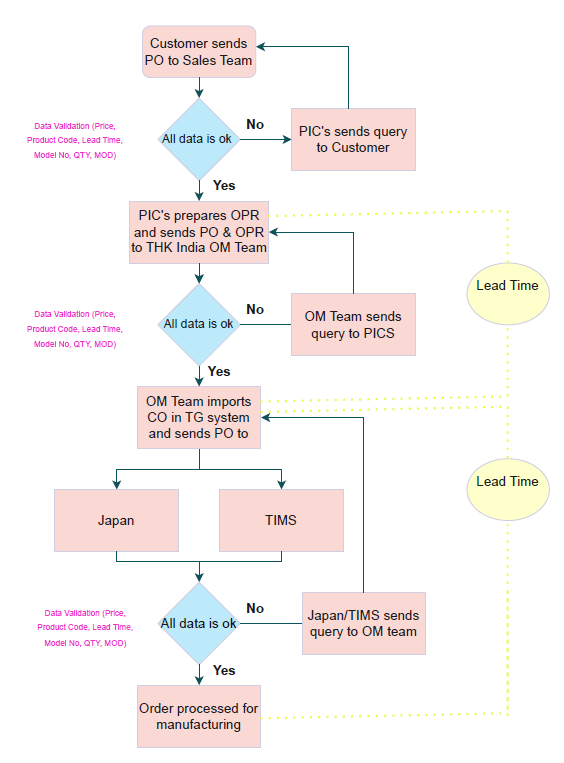 Customer sends
PO to Sales Team
Data Validation (Price,
Product Code, Lead Time,
Model No, QTY, MOD)
All data is ok
No
PIC's sends query
to Customer
Yes
PIC's prepares OPR
and sends PO & OPR
to THK India OM Team
Lead Time
Data Validation (Price,
Product Code, Lead Time,
Model No, QTY, MOD)
All data is ok
No
OM Team sends
query to PICS
Yes
OM Team imports
CO in TG system
and sends PO to
Lead Time
Japan
TIMS
Data Validation (Price,
Product Code, Lead Time,
Model No, QTY, MOD)
All data is ok
No
Japan/TIMS sends
query to OM team
Yes
Order processed for
manufacturing